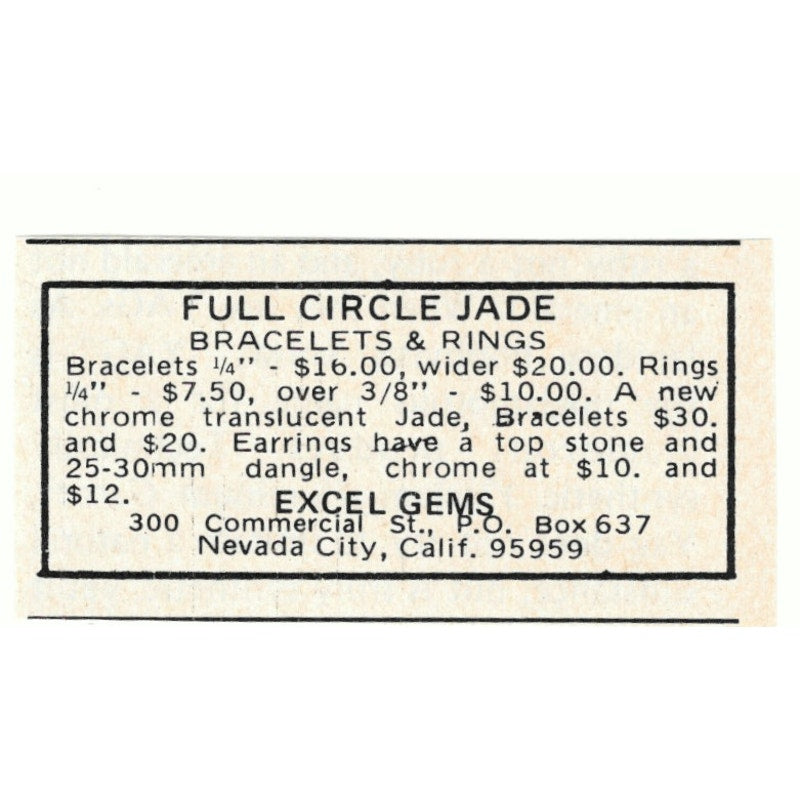 FULL CIRCLE JADE
BRACELETS & RINGS
Bracelets ¼" - $16.00, wider $20.00. Rings
¼" - $7.50, over 3/8" - $10.00. A new
chrome translucent Jade, Bracelets $30.
and $20. Earrings have a top stone and
25-30mm dangle, chrome at $10. and
$12.
EXCEL GEMS
300 Commercial St., P.O. Box 637
Nevada City, Calif. 95959